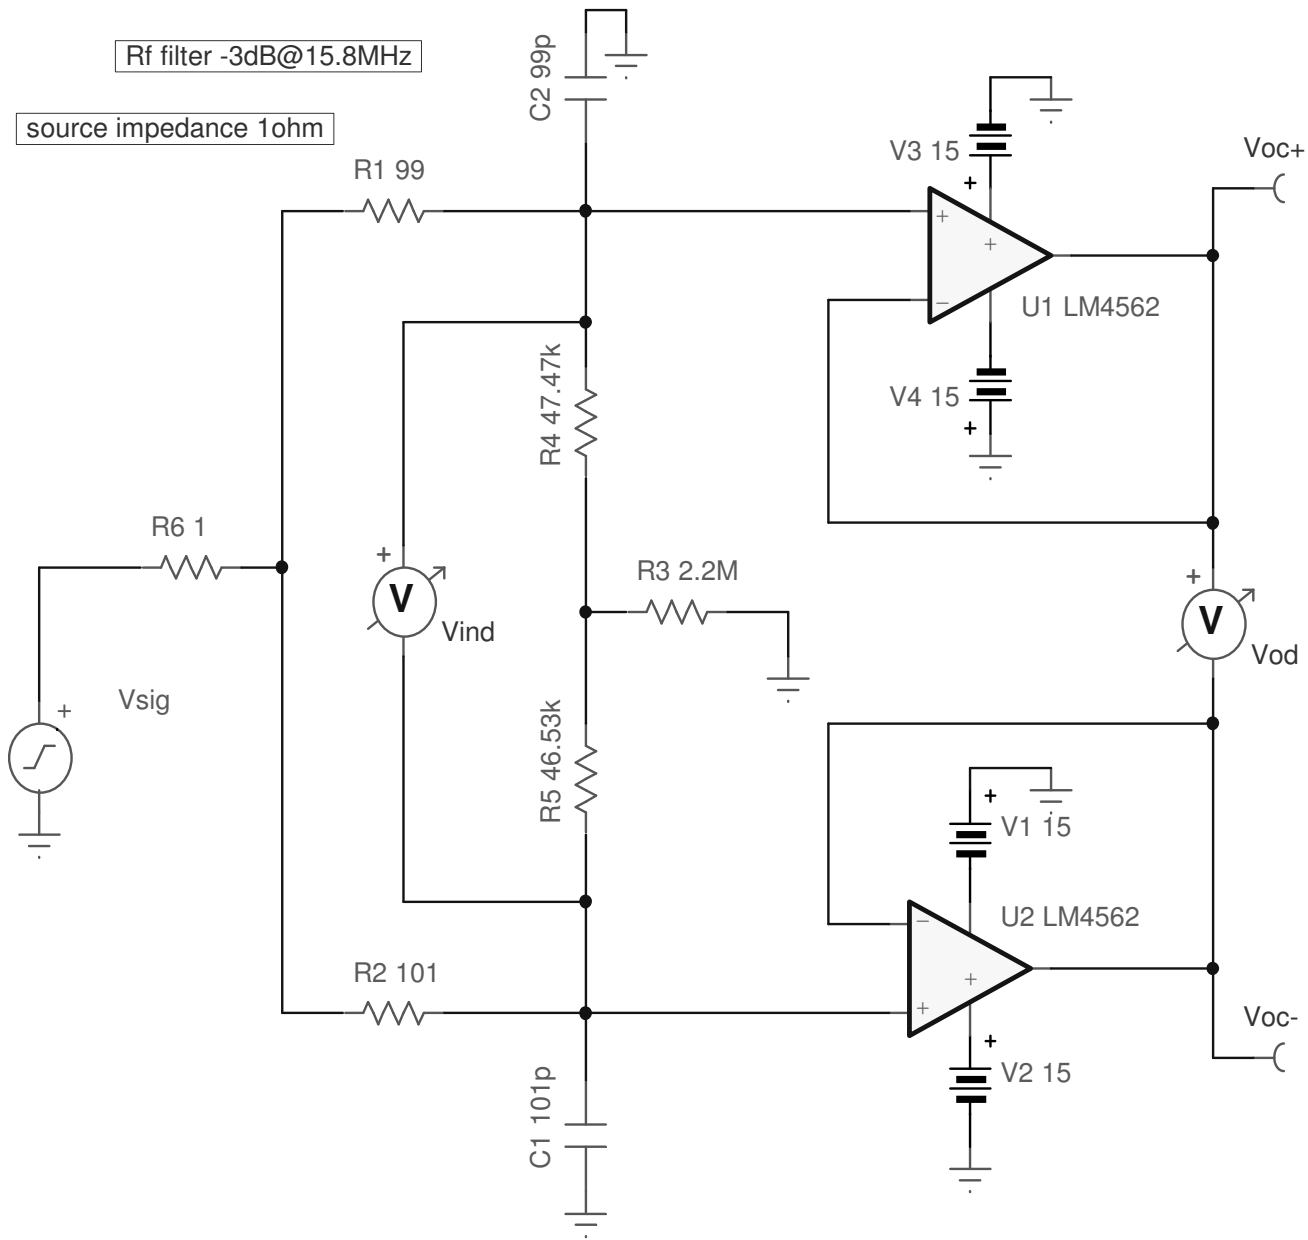 Rf filter -3dB@15.8MHz
C2 99p
source impedance 1ohm
V3 15
Voc+
R1 99
+
+
+
−
U1 LM4562
R4 47.47k
V4 15
+
R6 1
+
R3 2.2M
+
V
Vind
V
Vod
Vsig
+
R5 46.53k
+
V1 15
−
U2 LM4562
R2 101
+
+
Voc-
+
V2 15
C1 101p